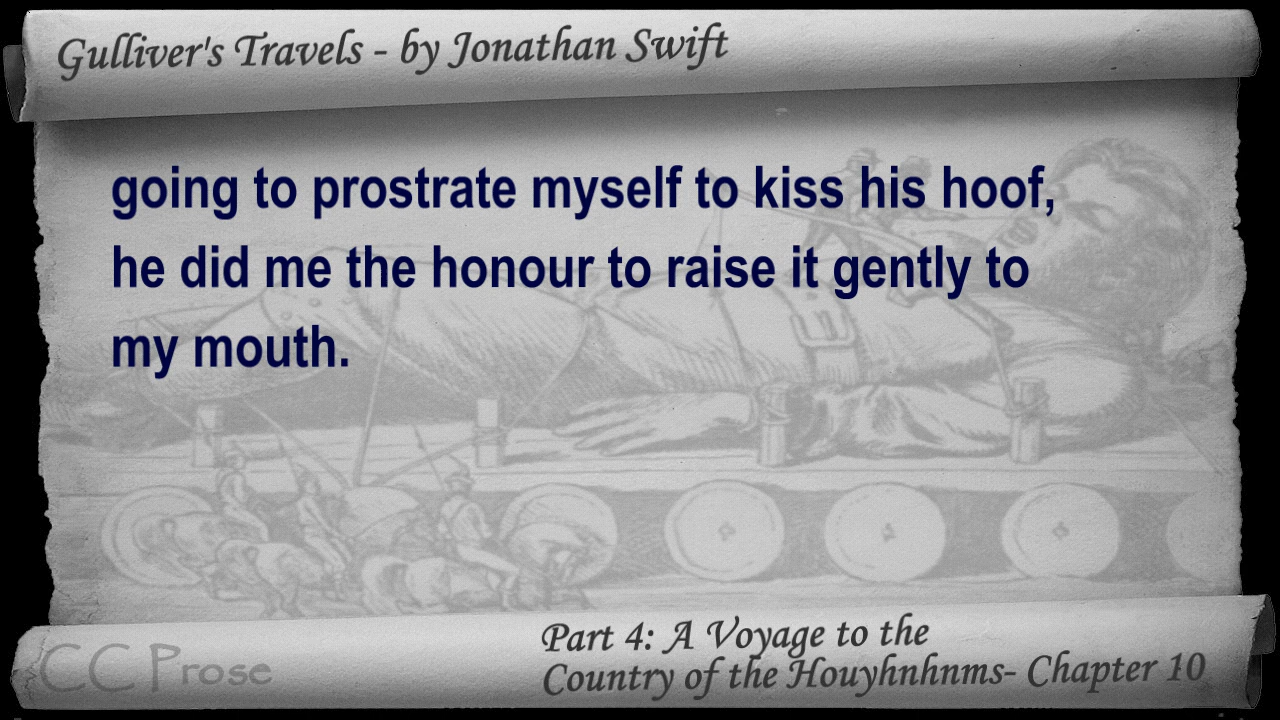 Gulliver's Travels - by Jonathan Swift
going to prostrate myself to kiss his hoof,
he did me the honour to raise it gently to
my mouth.
Part 4: A Voyage to the
Country of the Houyhnhnms- Chapter 10
CC Prose